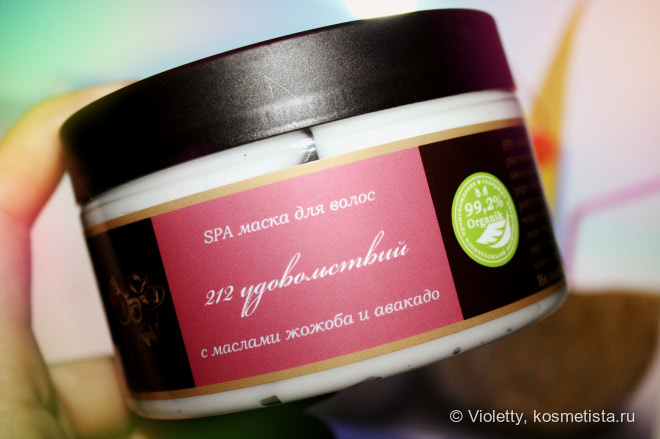 SPA маска для волос
212 удовольствий
с маслами жожоба и авакадо
99,2%
Organik
© Violetty, kosmetista.ru